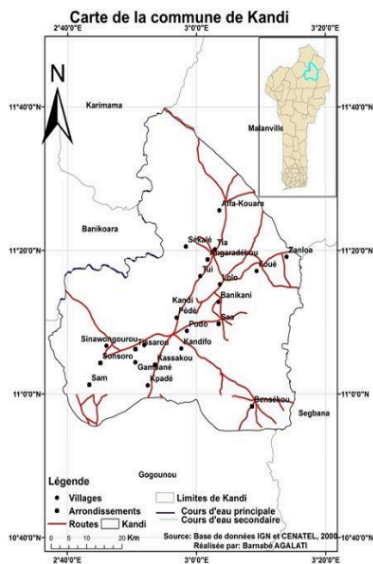 Carte de la commune de Kandi
2°40'0"E 3°0'0"E 3°20'0"E
N
Karimama
11°40'0"N 11°40'0"N
Malanville
Alfa-Kouara
Banikoara
Sékalé
Tia
11°20'0"N 11°20'0"N
Angaradébou
Zanloa
Loué
Tui
Lolo
Kandi
Banikani
Pédé
Saa
Podo
Sinawongourou
Kandifo
Tissarou
Sonsoro
Kassakou
Gambané
11°0'0"N 11°0'0"N
Sam
Kpadé
Bensékou
Segbana
Gogounou
Légende
Villages
Limites de Kandi
Arrondissements
Cours d'eau principale
Routes
Kandi
Cours d'eau secondaire
0 5 10 20
Km
Source: Base de données IGN et CENATEL, 2000
Réalisée par: Barnabé AGALATI
10°40'0"N 10°40'0"N
2°40'0"E 3°0'0"E 3°20'0"E